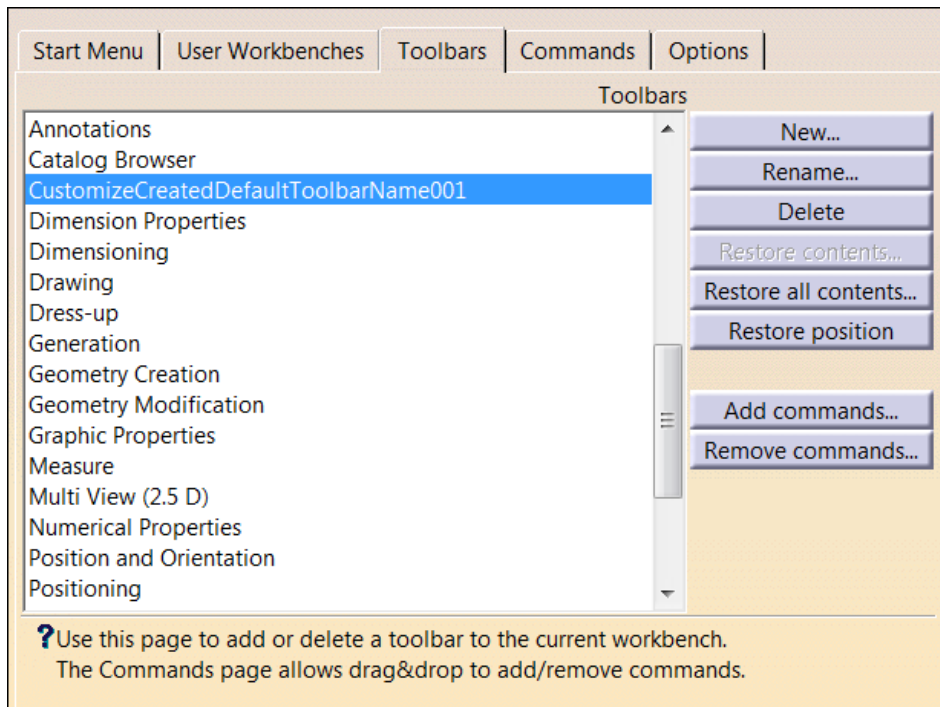 Start Menu
User Workbenches
Toolbars
Commands
Options
Toolbars
Annotations
Catalog Browser
CustomizeCreatedDefaultToolbarName001
Dimension Properties
Dimensioning
Drawing
Dress-up
Generation
Geometry Creation
Geometry Modification
Graphic Properties
Measure
Multi View (2.5 D)
Numerical Properties
Position and Orientation
Positioning
New...
Rename...
Delete
Restore contents...
Restore all contents...
Restore position
Add commands...
Remove commands...
?Use this page to add or delete a toolbar to the current workbench.
The Commands page allows drag&drop to add/remove commands.